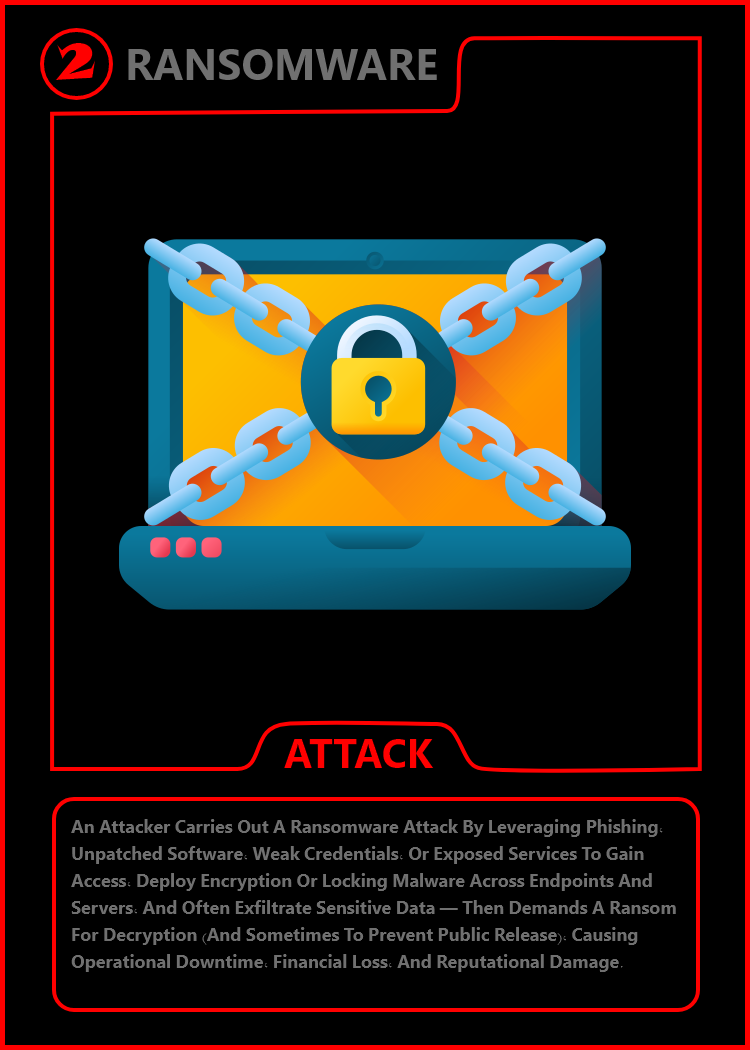 2 RANSOMWARE
ATTACK
An Attacker Carries Out A Ransomware Attack By Leveraging Phishing,
Unpatched Software, Weak Credentials, Or Exposed Services To Gain
Access, Deploy Encryption Or Locking Malware Across Endpoints And
Servers, And Often Exfiltrate Sensitive Data — Then Demands A Ransom
For Decryption (And Sometimes To Prevent Public Release), Causing
Operational Downtime, Financial Loss, And Reputational Damage.